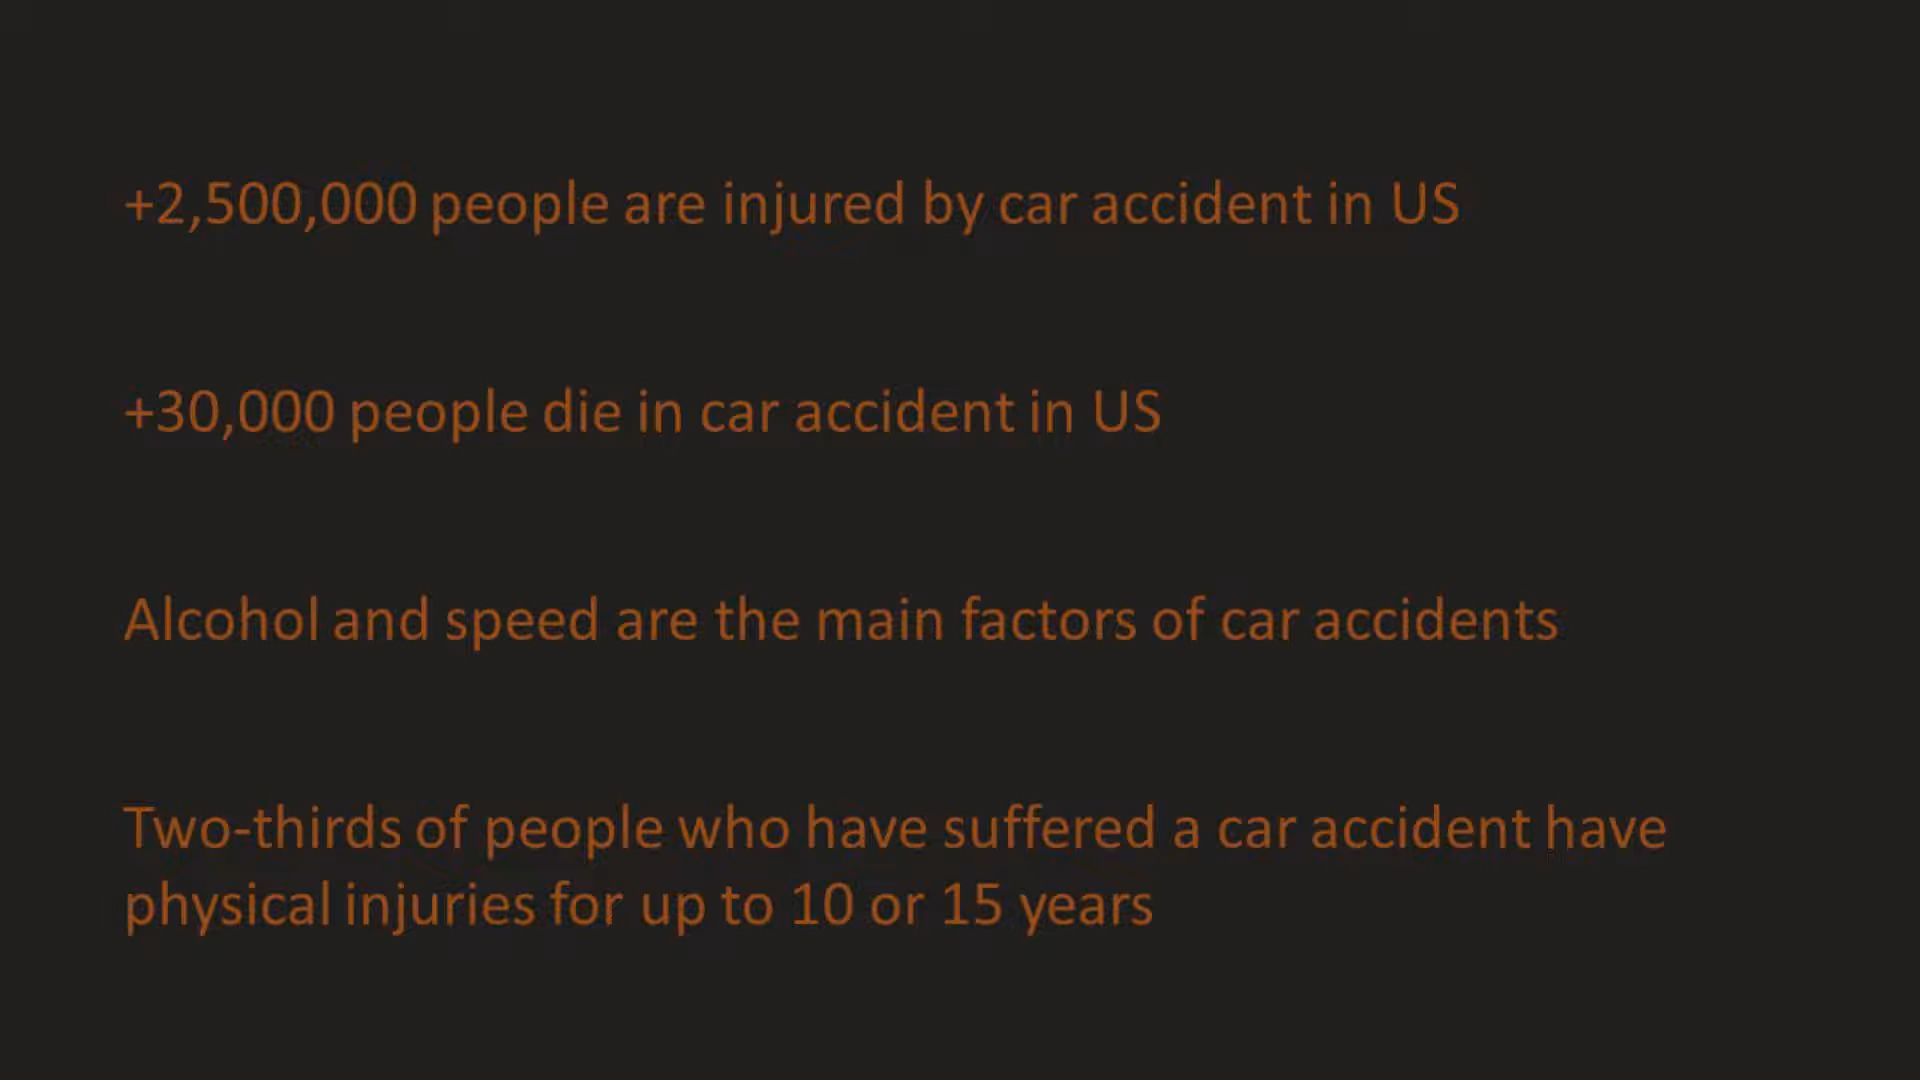 +2,500,000 people are injured by car accident in US
+30,000 people die in car accident in US
Alcohol and speed are the main factors of car accidents
Two-thirds of people who have suffered a car accident have
physical injuries for up to 10 or 15 years